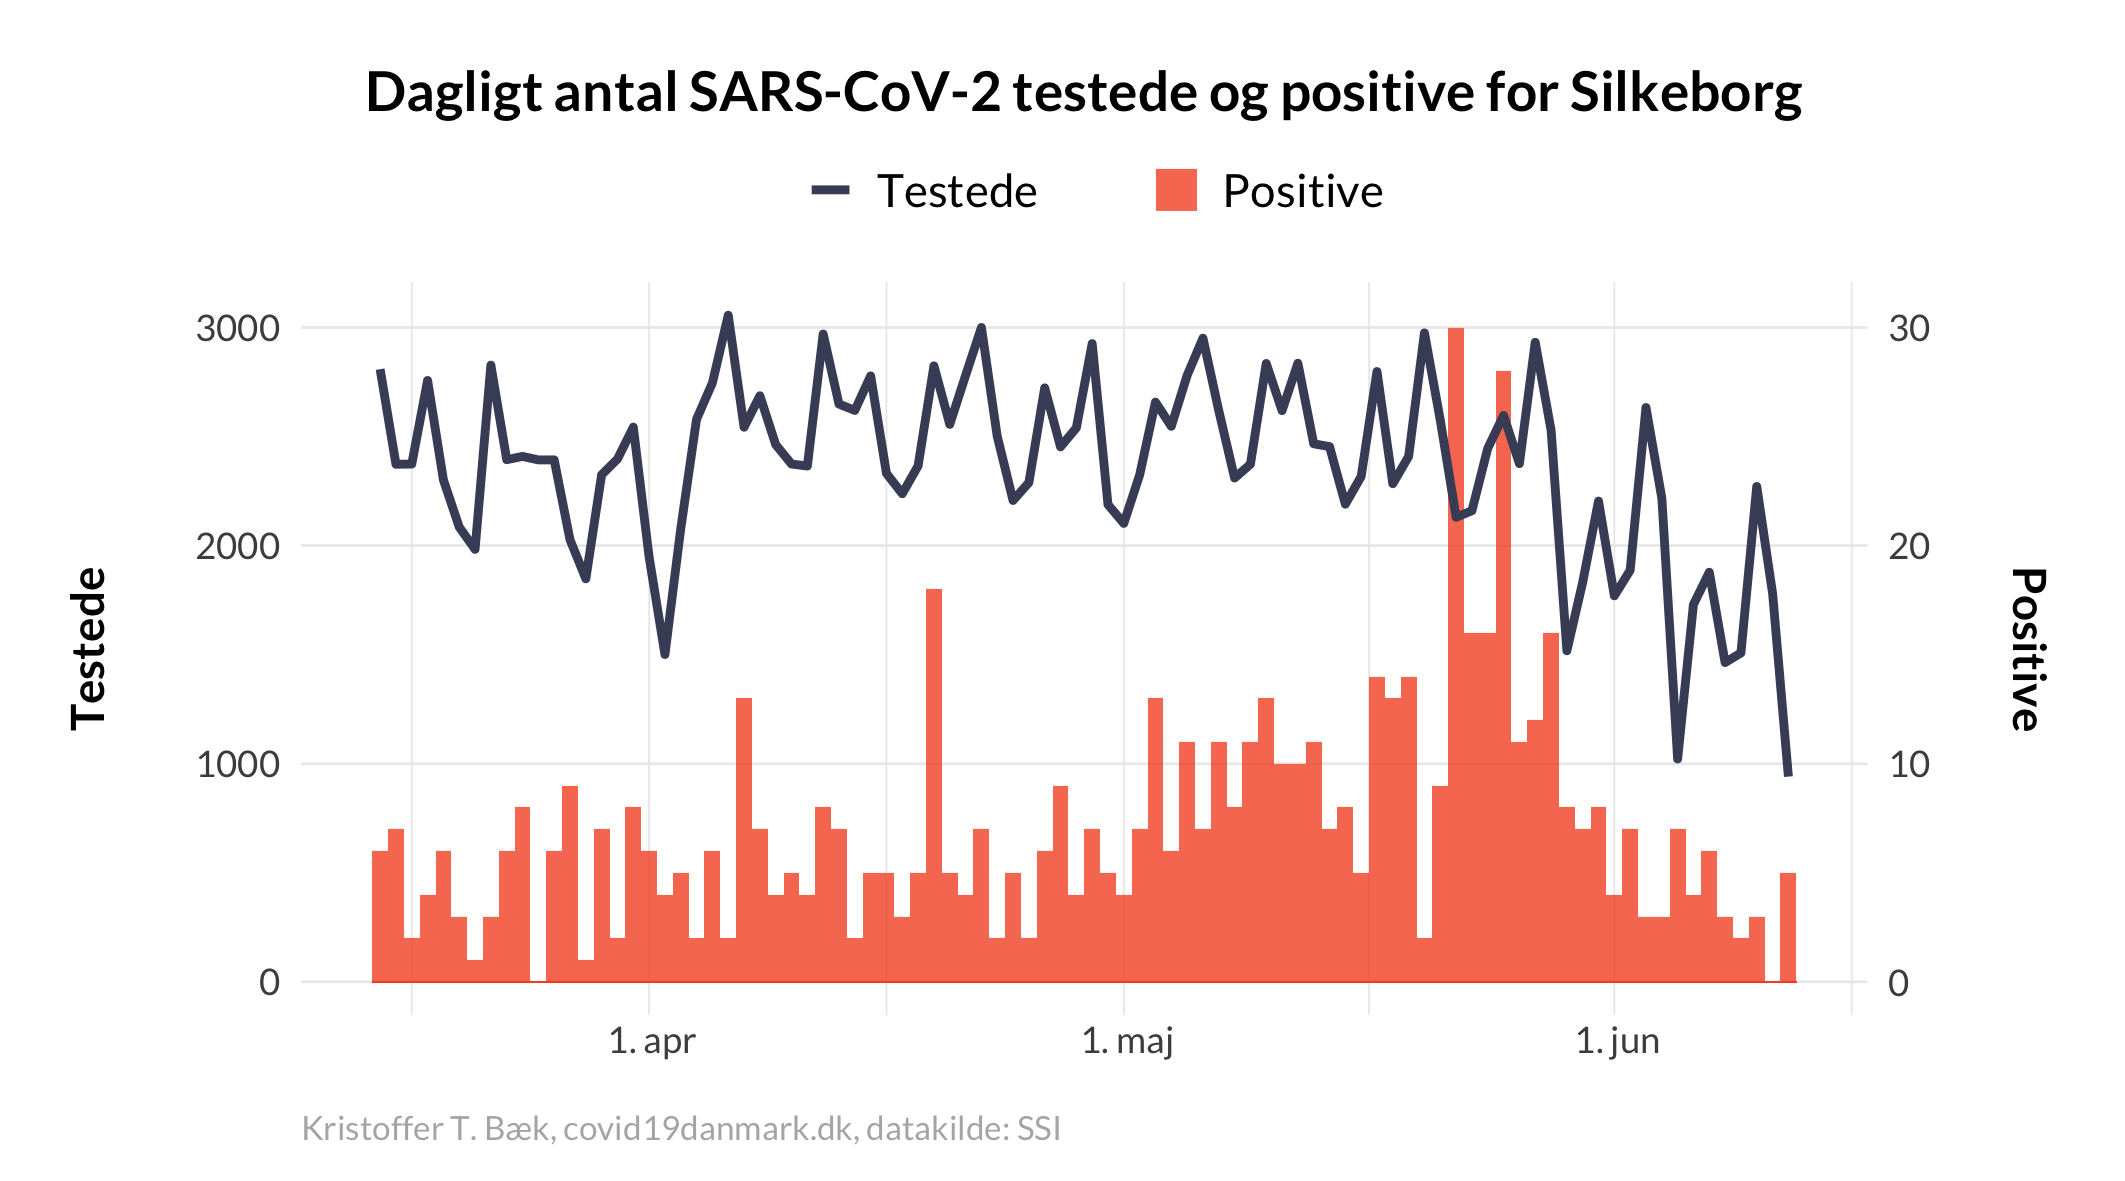 Dagligt antal SARS-CoV-2 testede og positive for Silkeborg
Testede
Positive
3000
2000
1000
0
Testede
30
20
10
0
Positive
1. apr
1. maj
1. jun
Kristoffer T. Bæk, covid19danmark.dk, datakilde: SSI